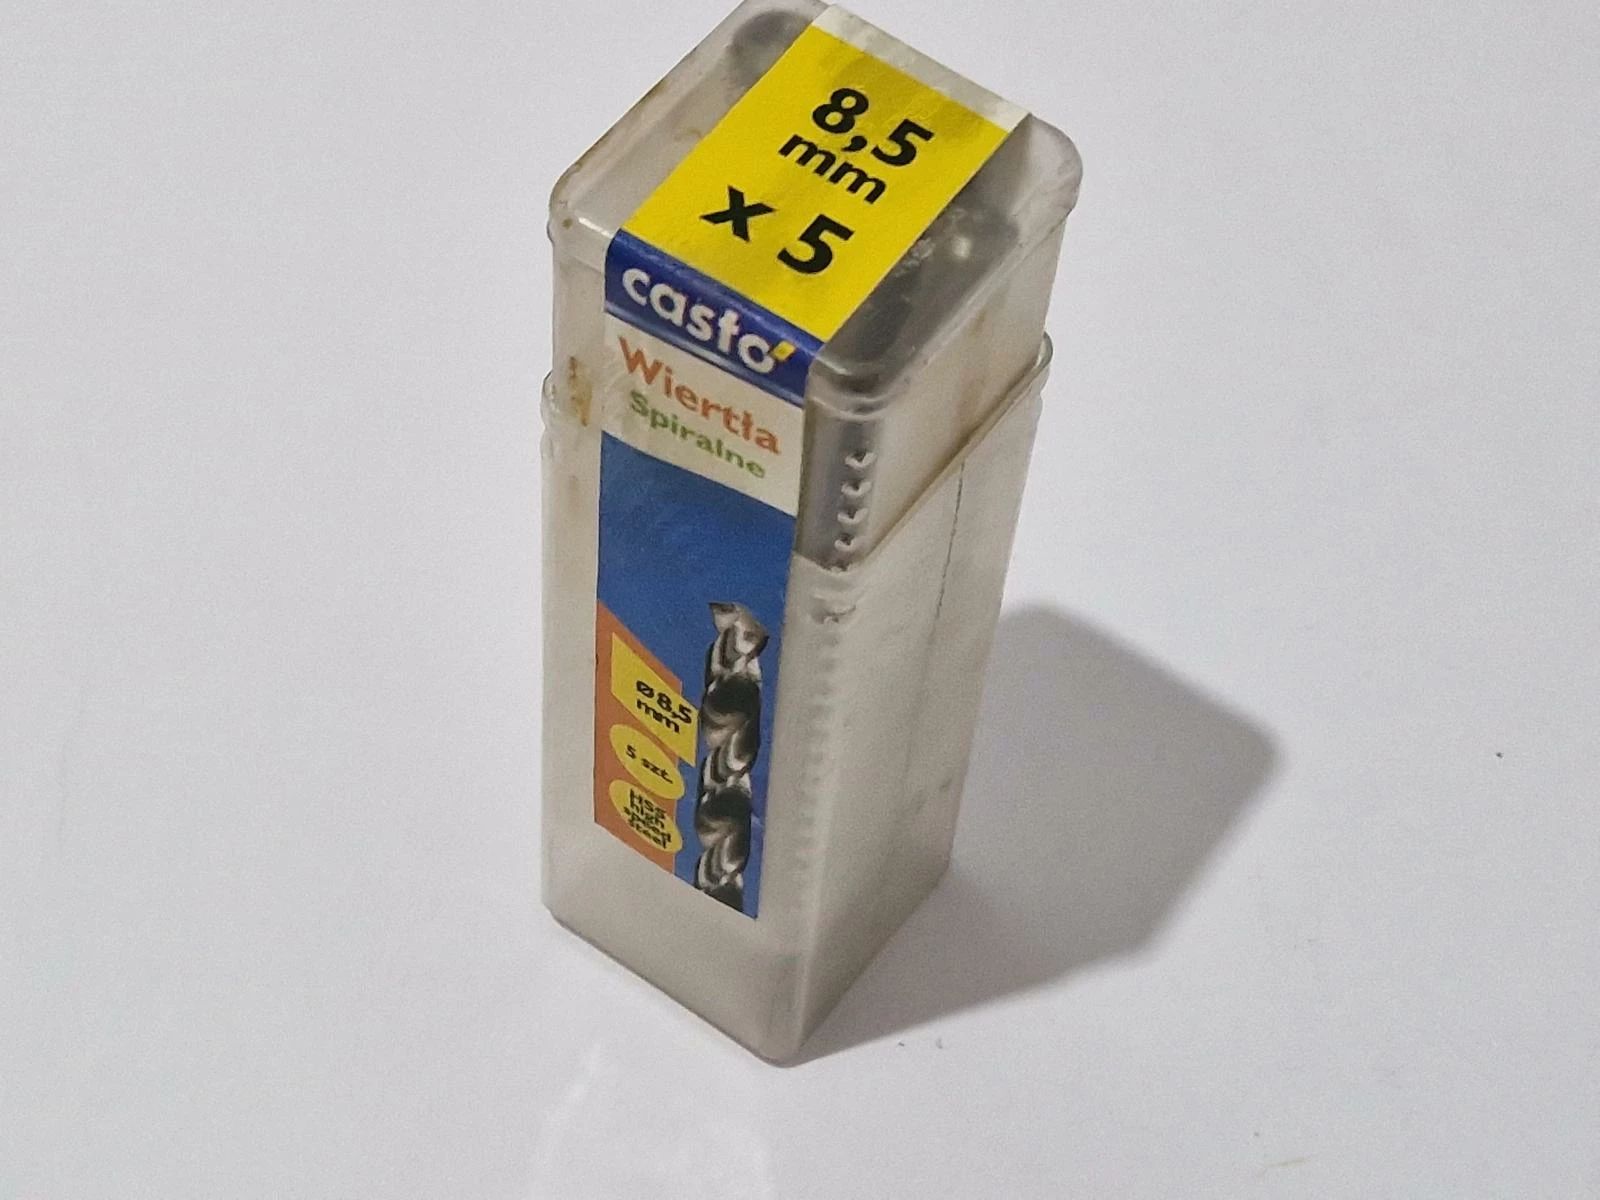 8,5
mm
x 5
casto
Wiertła
Spiralne
ø8,5
mm
5 szt.
HSS
high
speed
steel